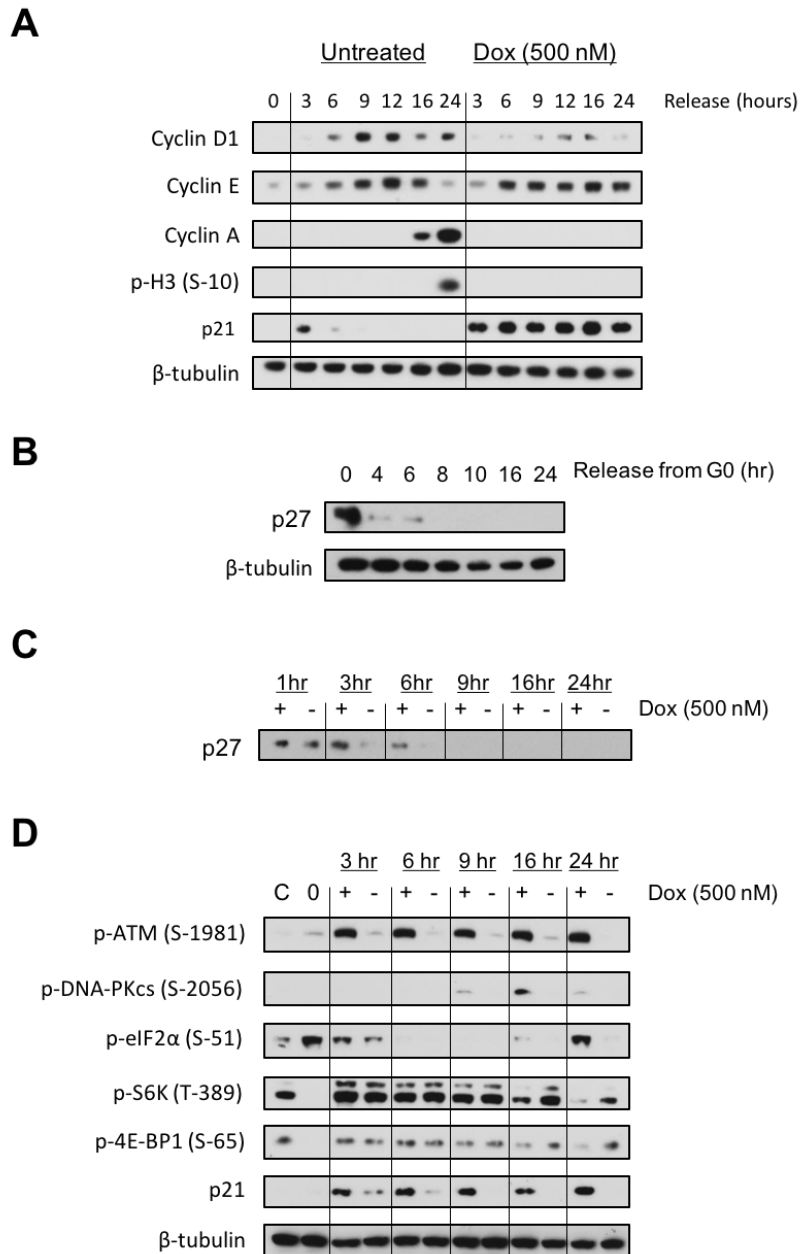 A
Untreated Dox (500 nM)
0 3 6 9 12 16 24 3 6 9 12 16 24 Release (hours)
Cyclin D1
Cyclin E
Cyclin A
p-H3 (S-10)
p21
β-tubulin
B
0 4 6 8 10 16 24 Release from G0 (hr)
p27
β-tubulin
C
1hr 3hr 6hr 9hr 16hr 24hr
+ - + - + - + - + - + - Dox (500 nM)
p27
D
3 hr 6 hr 9 hr 16 hr 24 hr
C 0 + - + - + - + - + - Dox (500 nM)
p-ATM (S-1981)
p-DNA-PKcs (S-2056)
p-eIF2α (S-51)
p-S6K (T-389)
p-4E-BP1 (S-65)
p21
β-tubulin